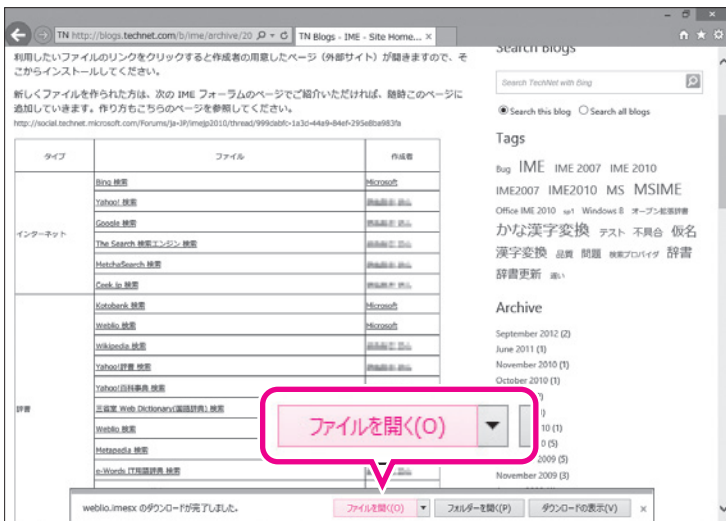 TN http://blogs.technet.com/b/ime/archive/20
TN Blogs - IME - Site Home...
利用したいファイルのリンクをクリックすると作成者の用意したページ（外部サイト）が開きますので、そ
こからインストールしてください。
新しくファイルを作られた方は、次の IME フォーラムのページでご紹介いただければ、随時このページに
追加していきます。作り方もこちらのページを参照してください。
http://social.technet.microsoft.com/Forums/ja-JP/imejp2010/thread/999dabfc-1a3d-44a9-84ef-295e8ba983fa
タイプ ファイル 作成者
インターネット
Bing 検索 Microsoft
Yahoo! 検索
Google 検索
The Search 検索エンジン 検索
MetchaSearch 検索
Ceek.jp 検索
辞書
Kotobank 検索 Microsoft
Weblio 検索 Microsoft
Wikipedia 検索
Yahoo!辞書 検索
Yahoo!百科事典 検索
三省堂 Web Dictionary(国語辞典) 検索
Weblio 検索
Metapedia 検索
e-Words IT用語辞典 検索
Search Blogs
Search TechNet with Bing
Search this blog Search all blogs
Tags
Bug IME IME 2007 IME 2010
IME2007 IME2010 MS MSIME
Office IME 2010 sp1 Windows 8 オープン拡張辞書
かな漢字変換 テスト 不具合 仮名
漢字変換 品質 問題 検索プロバイダ 辞書
辞書更新 違い
Archive
September 2012 (2)
June 2011 (1)
November 2010 (1)
October 2010 (1)
10 (1)
0 (5)
2009 (5)
November 2009 (3)
ファイルを開く(O)
weblio.imesx のダウンロードが完了しました。 ファイルを開く(O) フォルダーを開く(P) ダウンロードの表示(V) ×